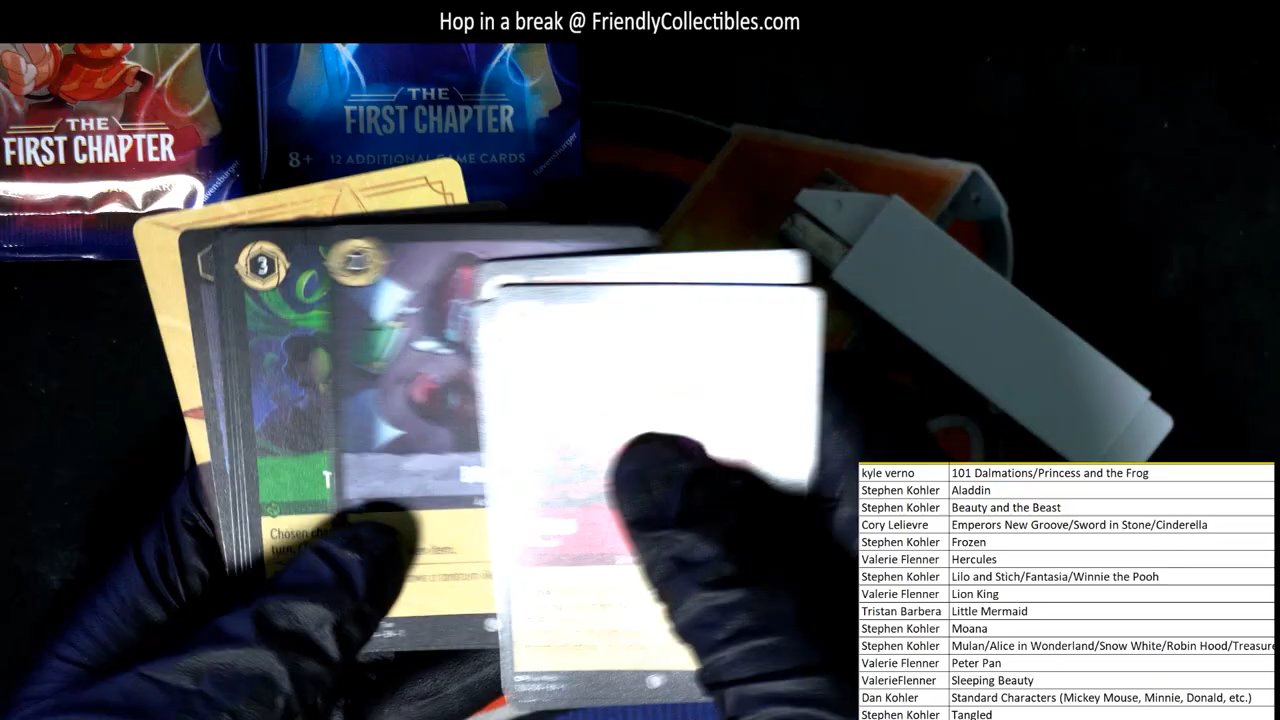 Hop in a break @ FriendlyCollectibles.com
THE
FIRST CHAPTER
THE
FIRST CHAPTER
8+ 12 ADDITIONAL GAME CARDS
Ravensburger
3
Chosen
turn,
kyle verno 101 Dalmations/Princess and the Frog
Stephen Kohler Aladdin
Stephen Kohler Beauty and the Beast
Cory Lelievre Emperors New Groove/Sword in Stone/Cinderella
Stephen Kohler Frozen
Valerie Flenner Hercules
Stephen Kohler Lilo and Stich/Fantasia/Winnie the Pooh
Valerie Flenner Lion King
Tristan Barbera Little Mermaid
Stephen Kohler Moana
Stephen Kohler Mulan/Alice in Wonderland/Snow White/Robin Hood/Treasure
Valerie Flenner Peter Pan
ValerieFlenner Sleeping Beauty
Dan Kohler Standard Characters (Mickey Mouse, Minnie, Donald, etc.)
Stephen Kohler Tangled